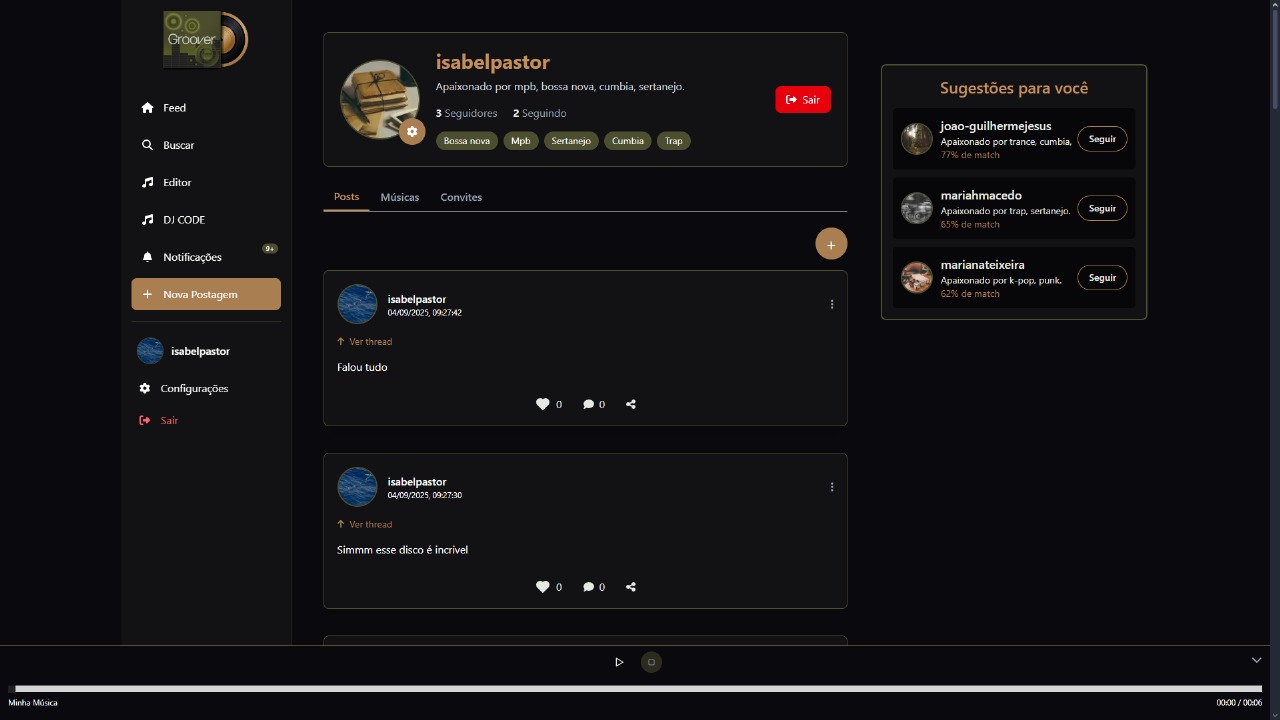 Groover
Feed
Buscar
Editor
DJ CODE
Notificações
9+
Nova Postagem
isabelpastor
Configurações
Sair
isabelpastor
Apaixonado por mpb, bossa nova, cumbia, sertanejo.
3 Seguidores 2 Seguindo
Bossa nova Mpb Sertanejo Cumbia Trap
Sair
Posts Músicas Convites
+
isabelpastor
04/09/2025, 09:27:42
Ver thread
Falou tudo
0 0
isabelpastor
04/09/2025, 09:27:30
Ver thread
Simmm esse disco é incrivel
0 0
Sugestões para você
joao-guilhermejesus
Apaixonado por trance, cumbia,
77% de match
Seguir
mariahmacedo
Apaixonado por trap, sertanejo.
65% de match
Seguir
marianateixeira
Apaixonado por k-pop, punk.
62% de match
Seguir
Minha Música
00:00 / 00:06